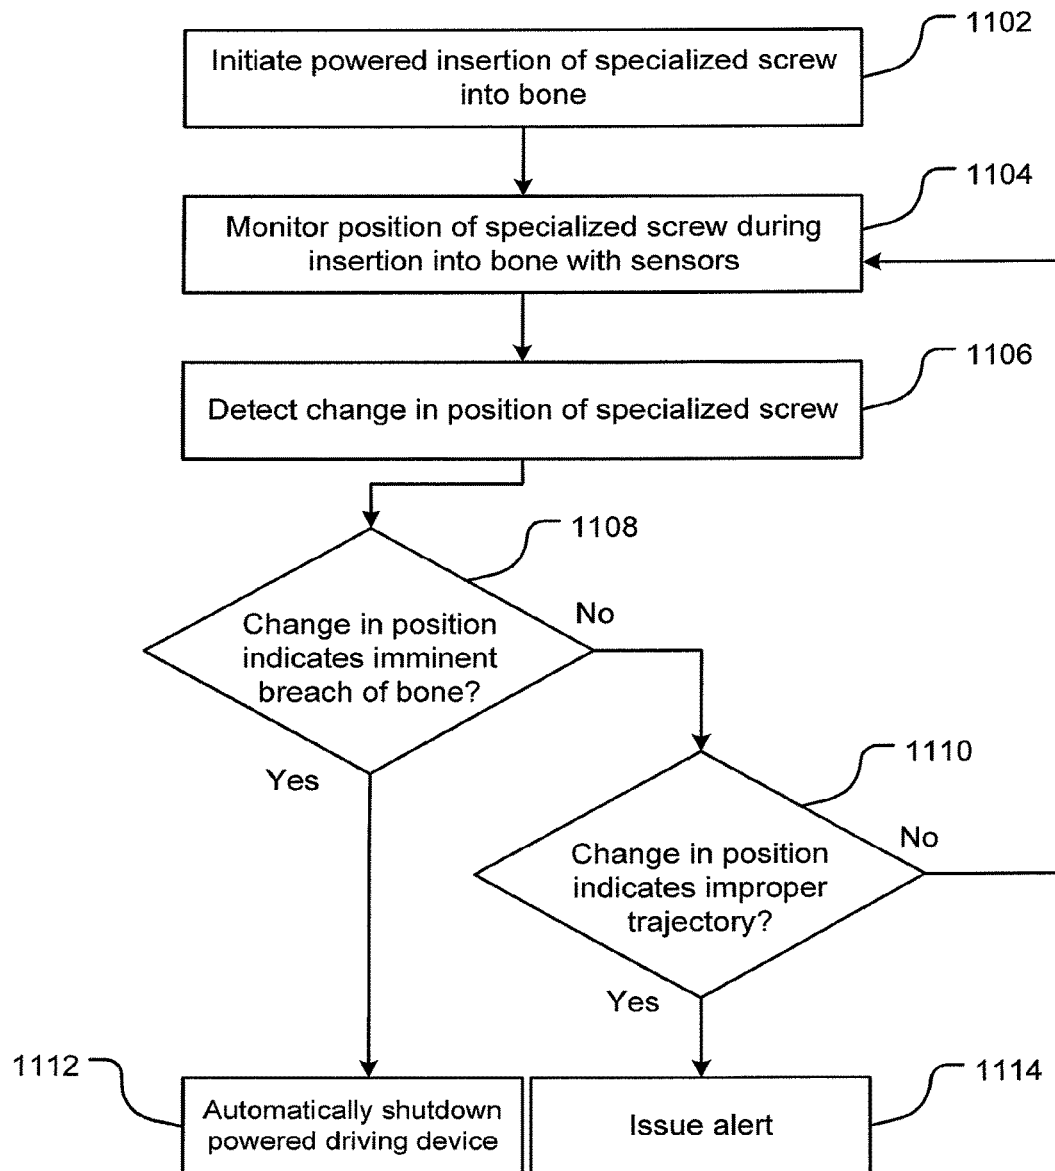 1102
Initiate powered insertion of specialized screw
into bone
1104
Monitor position of specialized screw during
insertion into bone with sensors
1106
Detect change in position of specialized screw
1108
Change in position
indicates imminent
breach of bone?
No
Yes
1110
Change in position
indicates improper
trajectory?
No
Yes
1112
Automatically shutdown
powered driving device
1114
Issue alert